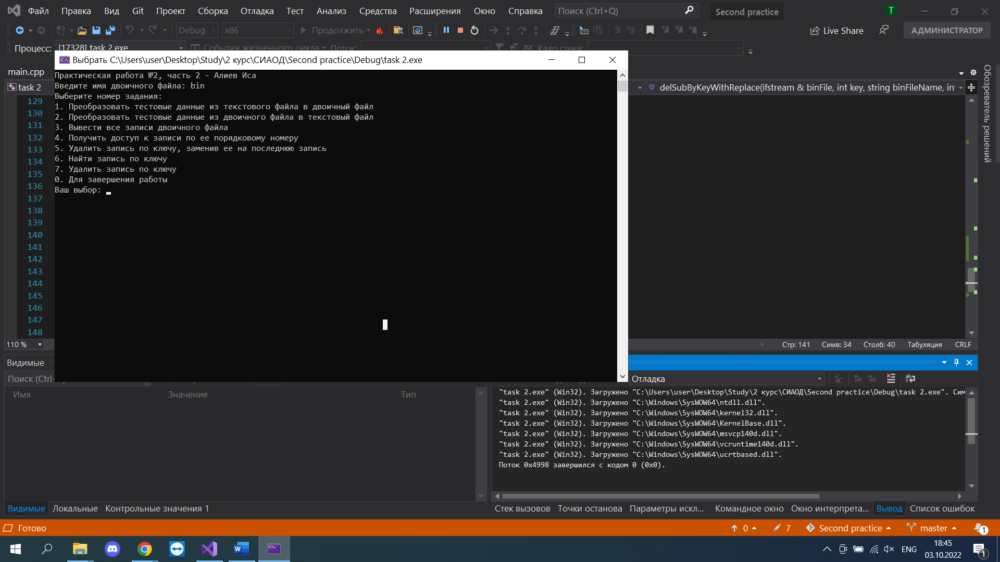 Файл Правка Вид Git Проект Сборка Отладка Тест Анализ Средства Расширения Окно Справка Поиск (Ctrl+Q) Second practice T
Debug x86 Продолжить Live Share АДМИНИСТРАТОР
Процесс: [17328] task 2.exe События жизненного цикла Поток: Кадр стека:
Выбрать C:\Users\user\Desktop\Study\2 курс\СИАОД\Second practice\Debug\task 2.exe
main.cpp
task 2
delSubByKeyWithReplace(ifstream & binFile, int key, string binFileName, in
Обозреватель решений
Практическая работа №2, часть 2 - Алиев Иса
Введите имя двоичного файла: bin
Выберите номер задания:
1. Преобразовать тестовые данные из текстового файла в двоичный файл
2. Преобразовать тестовые данные из двоичного файла в текстовый файл
3. Вывести все записи двоичного файла
4. Получить доступ к записи по ее порядковому номеру
5. Удалить запись по ключу, заменив ее на последнюю запись
6. Найти запись по ключу
7. Удалить запись по ключу
0. Для завершения работы
Ваш выбор:
129
130
131
132
133
134
135
136
137
138
139
140
141
142
143
144
145
146
147
148
110 % Стр: 141 Симв: 34 Столб: 40 Табуляция CRLF
Видимые
Поиск (Ctrl
Имя Значение Тип
Отладка
"task 2.exe" (Win32). Загружено "C:\Users\user\Desktop\Study\2 курс\СИАОД\Second practice\Debug\task 2.exe". Сим
"task 2.exe" (Win32). Загружено "C:\Windows\SysWOW64\ntdll.dll".
"task 2.exe" (Win32). Загружено "C:\Windows\SysWOW64\kernel32.dll".
"task 2.exe" (Win32). Загружено "C:\Windows\SysWOW64\KernelBase.dll".
"task 2.exe" (Win32). Загружено "C:\Windows\SysWOW64\msvcp140d.dll".
"task 2.exe" (Win32). Загружено "C:\Windows\SysWOW64\vcruntime140d.dll".
"task 2.exe" (Win32). Загружено "C:\Windows\SysWOW64\ucrtbased.dll".
Поток 0x4998 завершился с кодом 0 (0x0).
Видимые Локальные Контрольные значения 1
Стек вызовов Точки останова Параметры искл... Командное окно Окно интерпрета... Вывод Список ошибок
Готово 0 7 Second practice master 1
ENG 18:45
03.10.2022 1